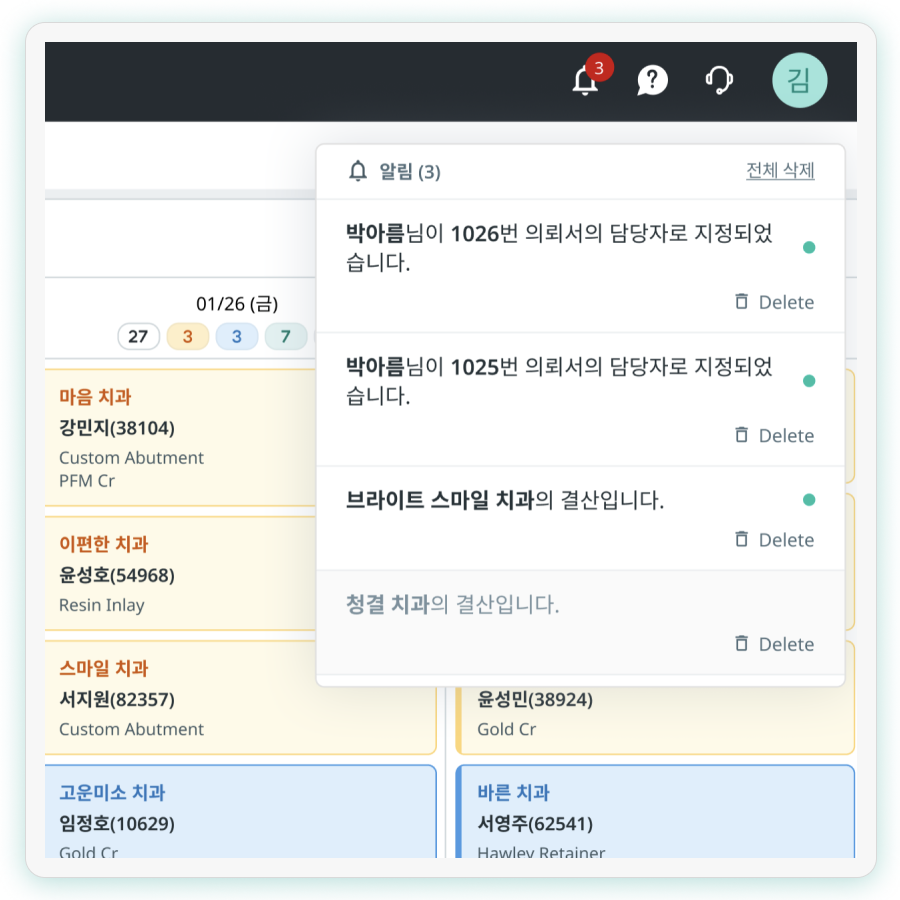 3
?
김
알림 (3)
전체 삭제
박아름님이 1026번 의뢰서의 담당자로 지정되었
습니다.
Delete
박아름님이 1025번 의뢰서의 담당자로 지정되었
습니다.
Delete
브라이트 스마일 치과의 결산입니다.
Delete
청결 치과의 결산입니다.
Delete
01/26 (금)
27 3 3 7
마음 치과
강민지(38104)
Custom Abutment
PFM Cr
이편한 치과
윤성호(54968)
Resin Inlay
스마일 치과
서지원(82357)
Custom Abutment
고운미소 치과
임정호(10629)
Gold Cr
윤성민(38924)
Gold Cr
바른 치과
서영주(62541)
Hawley Retainer